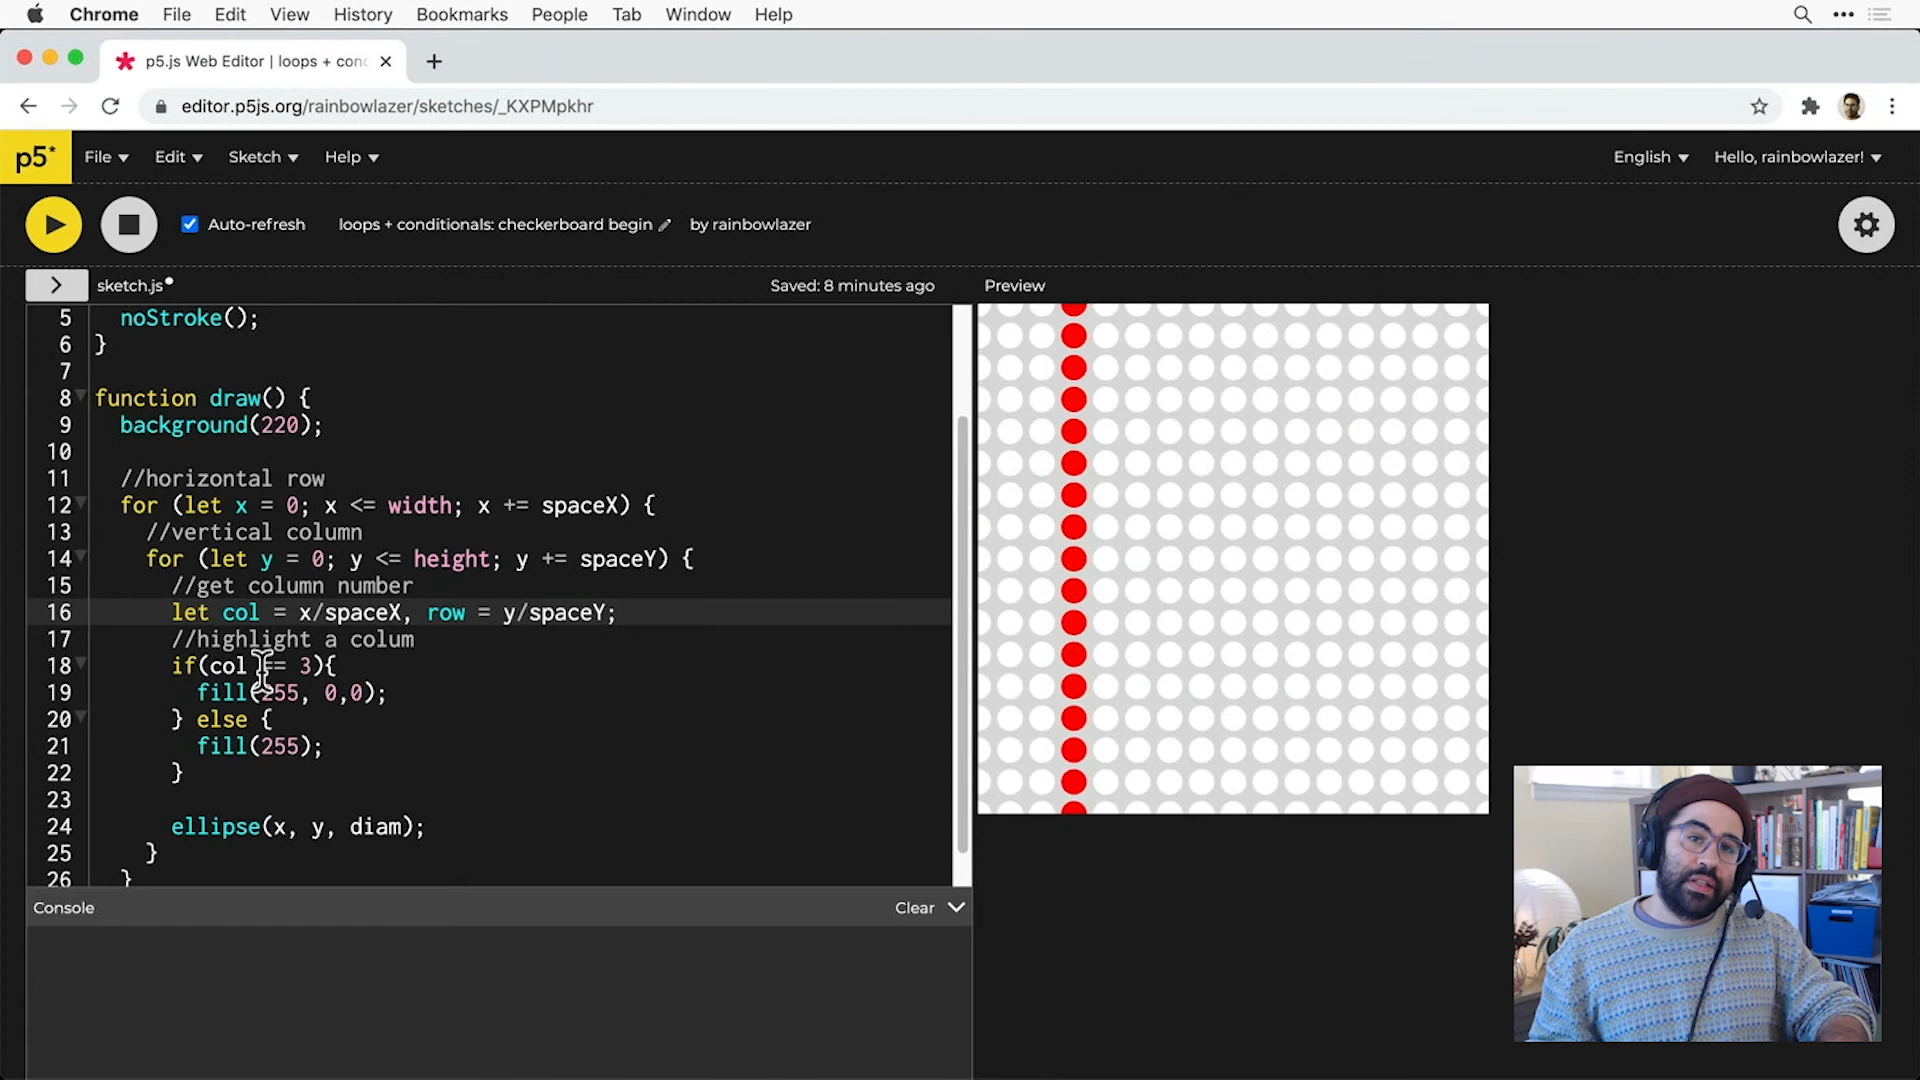 Chrome File Edit View History Bookmarks People Tab Window Help
p5.js Web Editor | loops + conc
editor.p5js.org/rainbowlazer/sketches/_KXPMpkhr
p5* File Edit Sketch Help English Hello, rainbowlazer!
Auto-refresh loops + conditionals: checkerboard begin by rainbowlazer
sketch.js Saved: 8 minutes ago Preview
5 noStroke();
6 }
7
8 function draw() {
9 background(220);
10
11 //horizontal row
12 for (let x = 0; x <= width; x += spaceX) {
13 //vertical column
14 for (let y = 0; y <= height; y += spaceY) {
15 //get column number
16 let col = x/spaceX, row = y/spaceY;
17 //highlight a colum
18 if(col == 3){
19 fill(255, 0,0);
20 } else {
21 fill(255);
22 }
23
24 ellipse(x, y, diam);
25 }
26 }
Console Clear